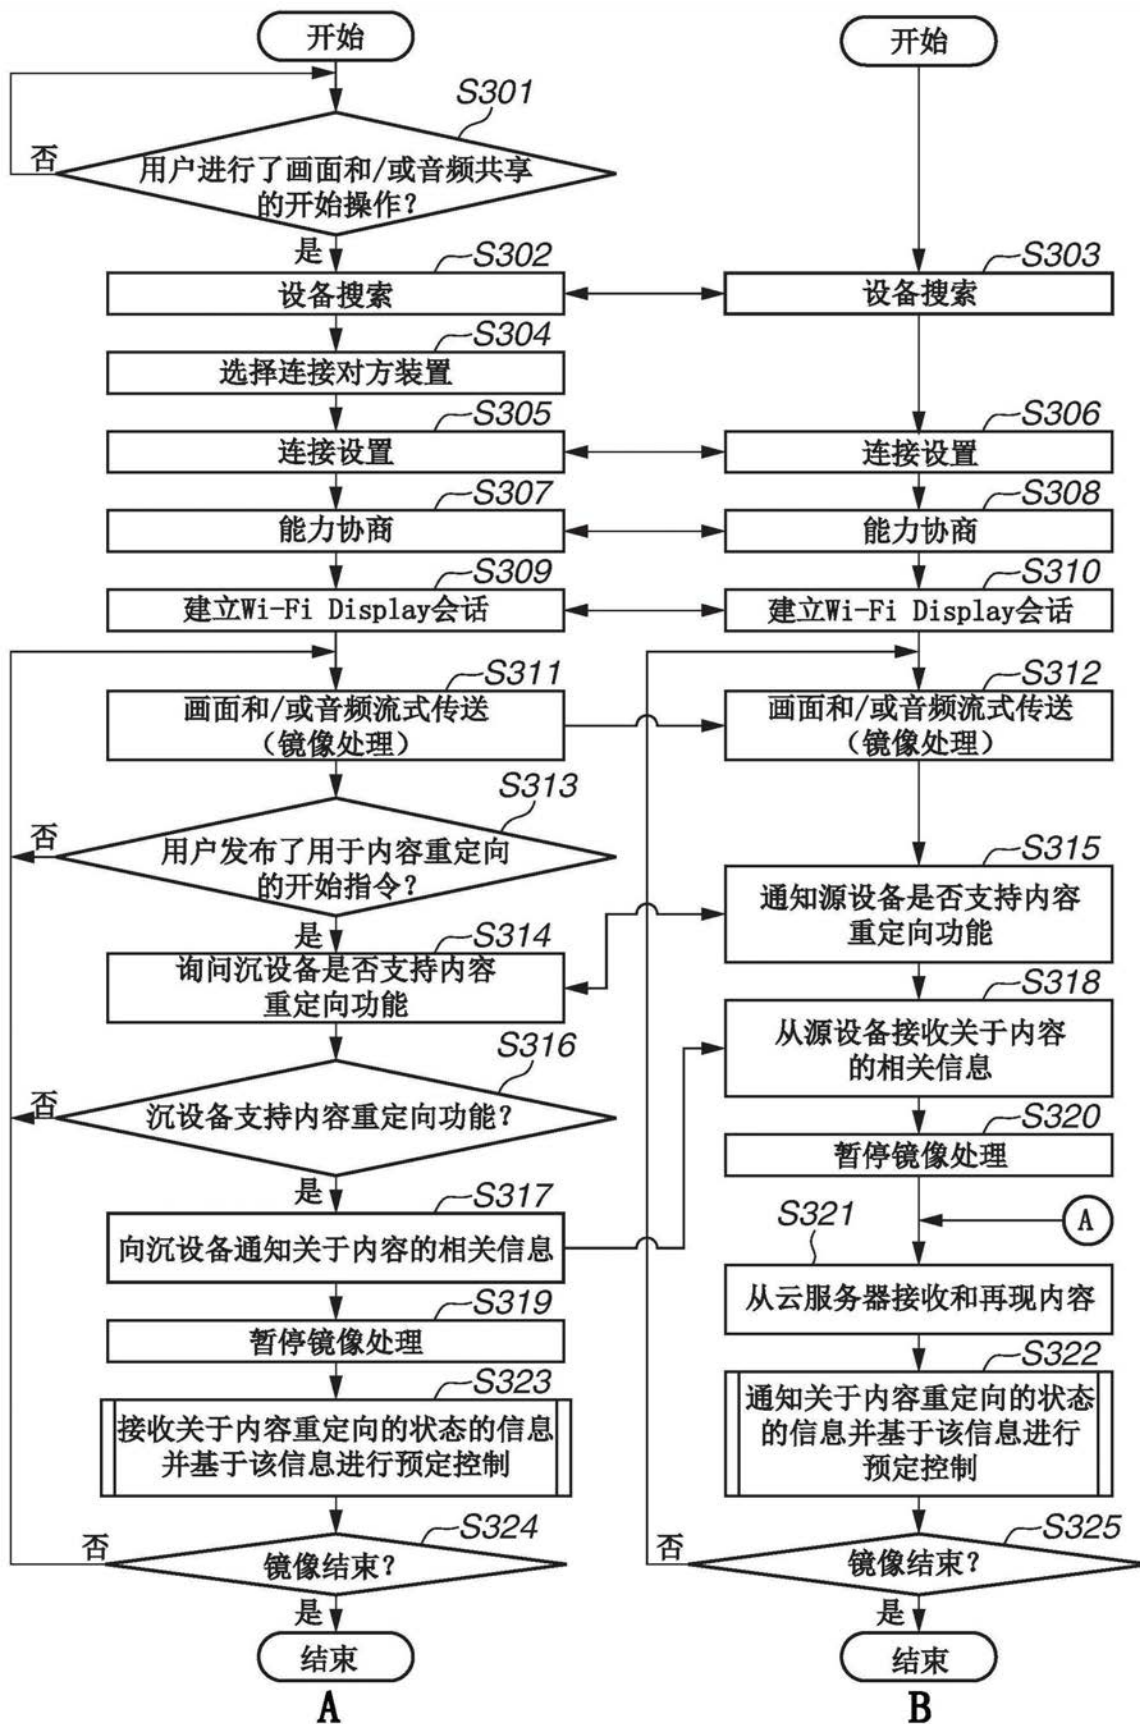 开始
S301
用户进行了画面和/或音频共享
的开始操作？
否
是
S302
设备搜索
S304
选择连接对方装置
S305
连接设置
S307
能力协商
S309
建立Wi-Fi Display会话
S311
画面和/或音频流式传送
（镜像处理）
S313
用户发布了用于内容重定向
的开始指令？
否
是
S314
询问沉设备是否支持内容
重定向功能
S316
沉设备支持内容重定向功能？
否
是
S317
向沉设备通知关于内容的相关信息
S319
暂停镜像处理
S323
接收关于内容重定向的状态的信息
并基于该信息进行预定控制
S324
镜像结束？
否
是
结束
A
开始
S303
设备搜索
S306
连接设置
S308
能力协商
S310
建立Wi-Fi Display会话
S312
画面和/或音频流式传送
（镜像处理）
S315
通知源设备是否支持内容
重定向功能
S318
从源设备接收关于内容
的相关信息
S320
暂停镜像处理
A
S321
从云服务器接收和再现内容
S322
通知关于内容重定向的状态
的信息并基于该信息进行
预定控制
S325
镜像结束？
否
是
结束
B